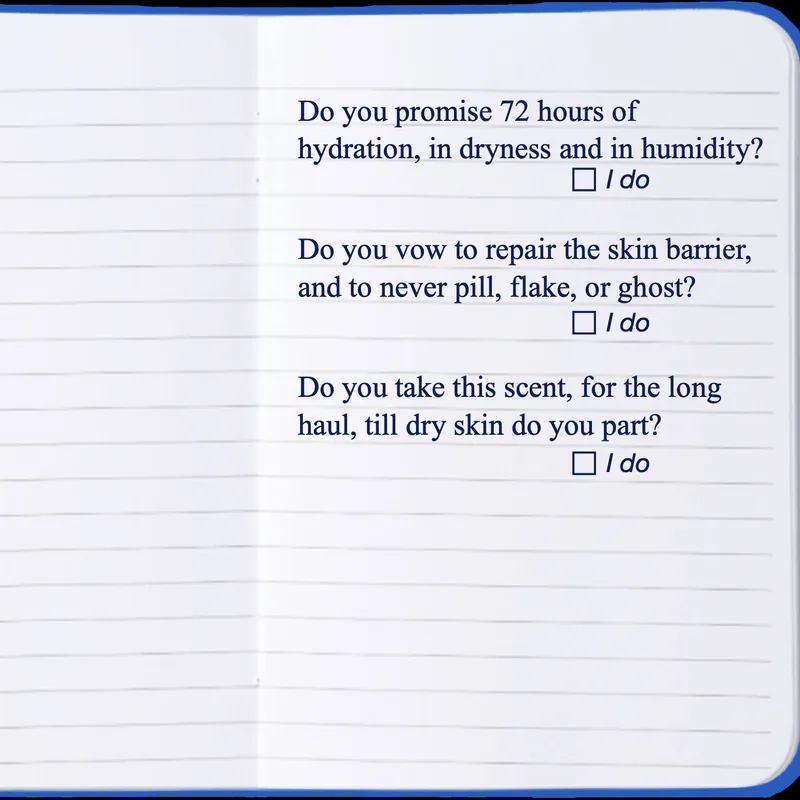 Do you promise 72 hours of
hydration, in dryness and in humidity?
☐ I do
Do you vow to repair the skin barrier,
and to never pill, flake, or ghost?
☐ I do
Do you take this scent, for the long
haul, till dry skin do you part?
☐ I do